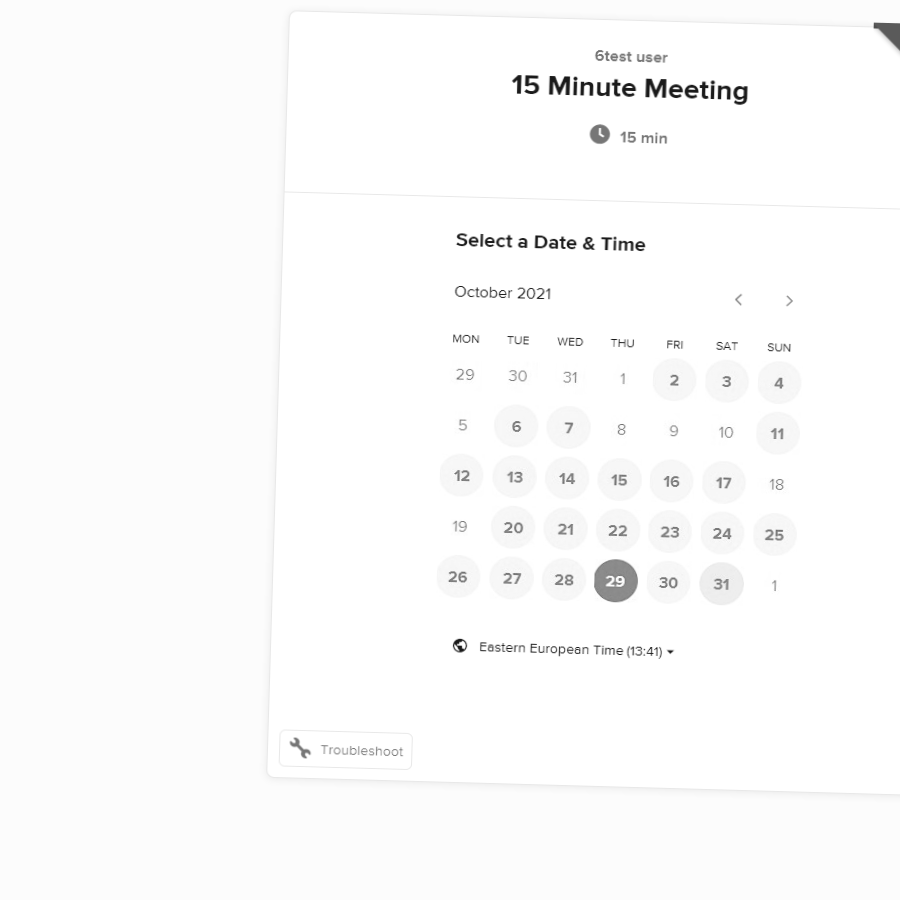 6test user
15 Minute Meeting
15 min
Select a Date & Time
October 2021
MON TUE WED THU FRI SAT SUN
29 30 31 1 2 3 4
5 6 7 8 9 10 11
12 13 14 15 16 17 18
19 20 21 22 23 24 25
26 27 28 29 30 31 1
Eastern European Time (13:41)
Troubleshoot